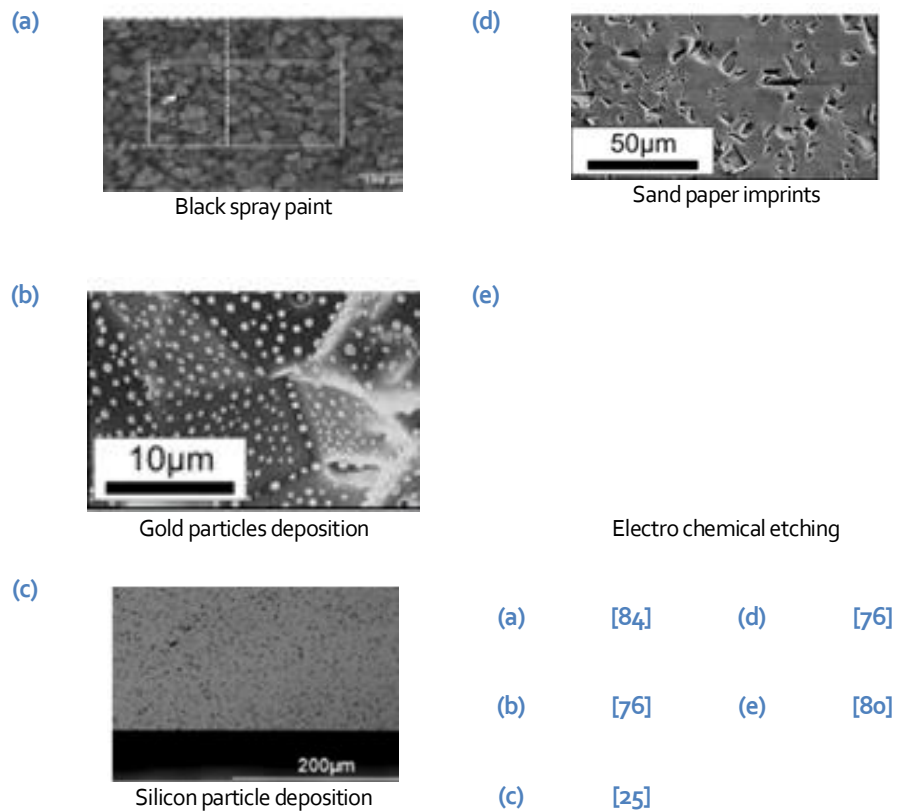 (a)
Black spray paint
(b)
10µm
Gold particles deposition
(c)
200µm
Silicon particle deposition
(d)
50µm
Sand paper imprints
(e)
Electro chemical etching
(a) [84] (d) [76]
(b) [76] (e) [80]
(c) [25]